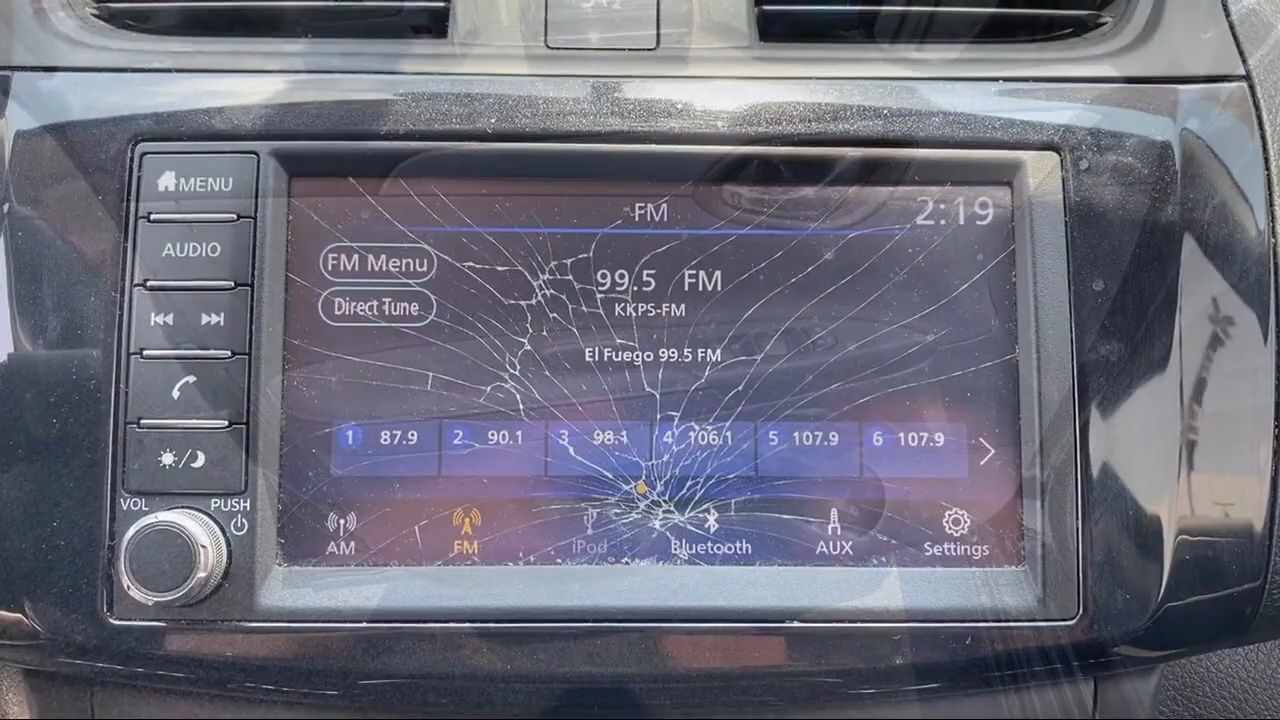 MENU
AUDIO
VOL
PUSH
FM
2:19
FM Menu
Direct Tune
99.5 FM
KKPS-FM
El Fuego 99.5 FM
1 87.9
2 90.1
3 98.1
4 106.1
5 107.9
6 107.9
AM
FM
iPod
Bluetooth
AUX
Settings